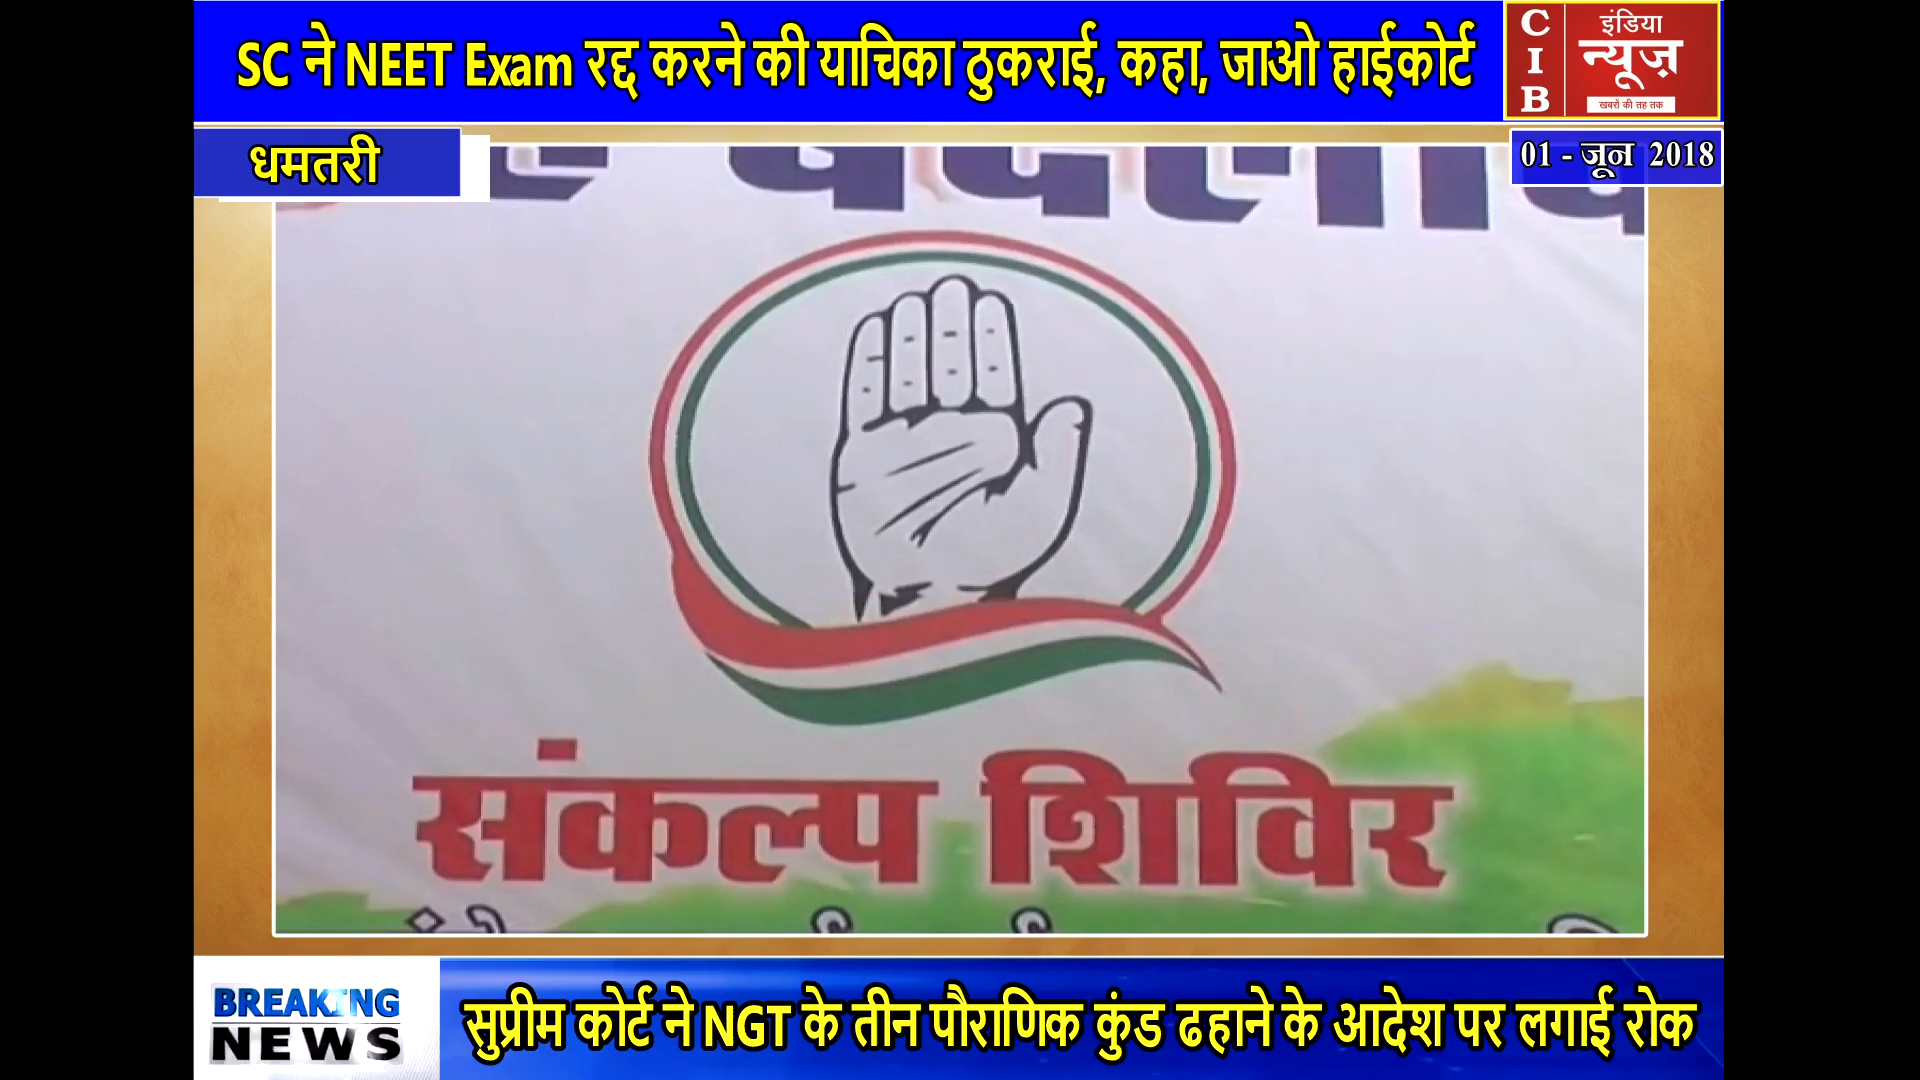 SC ने NEET Exam रद्द करने की याचिका ठुकराई, कहा, जाओ हाईकोर्ट
CIB
इंडिया
न्यूज़
खबरों की तह तक
धमतरी
01 - जून 2018
संकल्प शिविर
BREAKING
NEWS
सुप्रीम कोर्ट ने NGT के तीन पौराणिक कुंड ढहाने के आदेश पर लगाई रोक